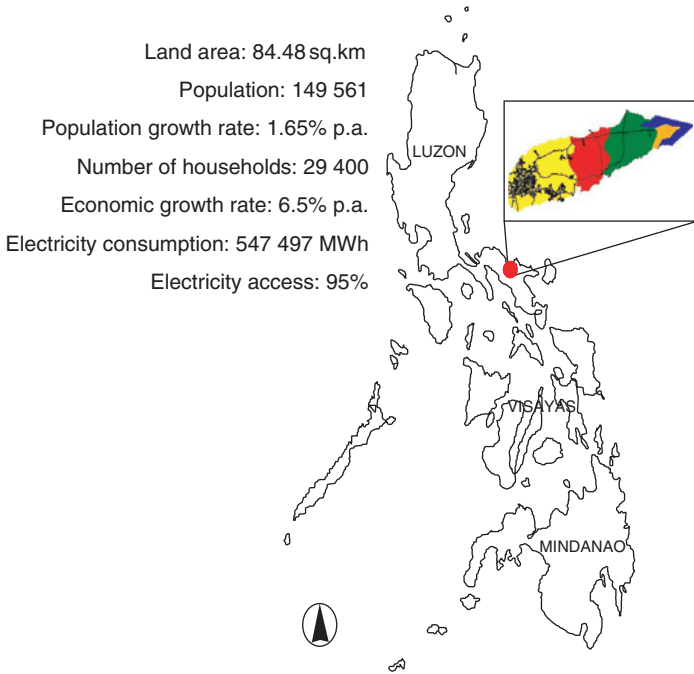 Land area: 84.48 sq.km
Population: 149 561
Population growth rate: 1.65% p.a.
Number of households: 29 400
Economic growth rate: 6.5% p.a.
Electricity consumption: 547 497 MWh
Electricity access: 95%
LUZON
VISAYAS
MINDANAO